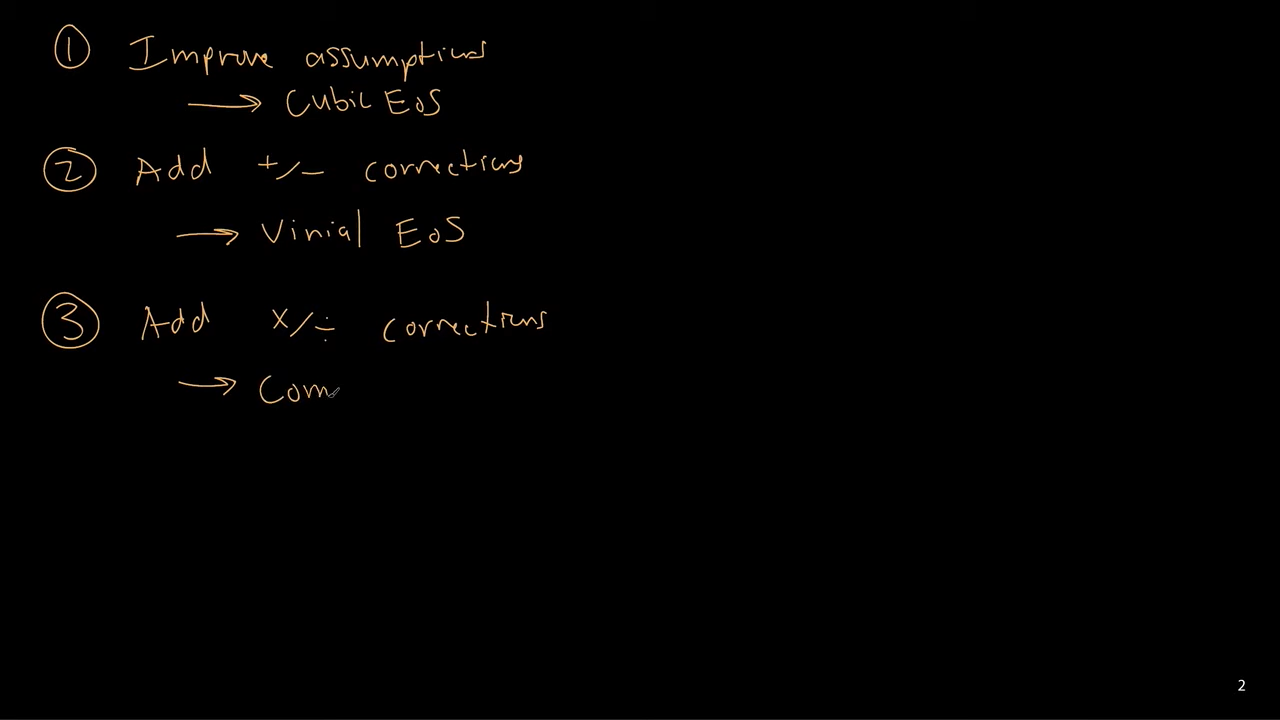 ① Improve assumptions
→ Cubic EoS
② Add +/- corrections
→ Virial EoS
③ Add ×/÷ corrections
→ Com
2